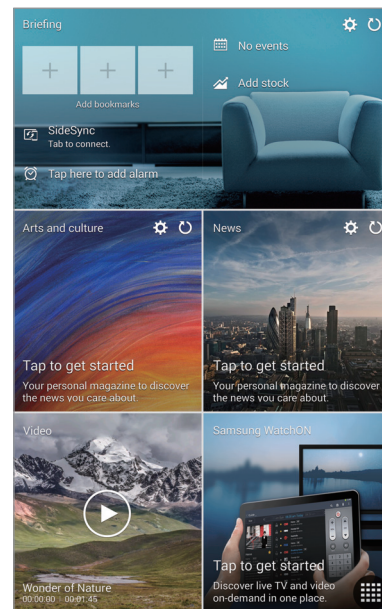 Briefing
No events
Add stock
Add bookmarks
SideSync
Tab to connect.
Tap here to add alarm
Arts and culture
News
Tap to get started
Your personal magazine to discover
the news you care about.
Tap to get started
Your personal magazine to discover
the news you care about.
Video
Samsung WatchON
Wonder of Nature
00:00:00 | 00:01:45
Tap to get started
Discover live TV and video
on-demand in one place.